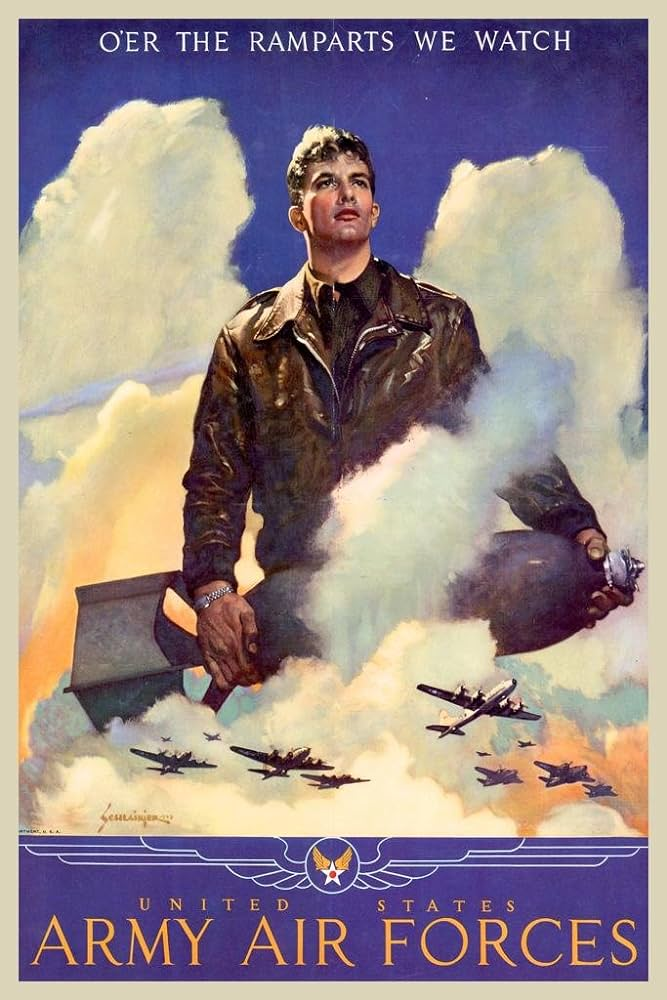 O'ER THE RAMPARTS WE WATCH
U. S. A.
UNITED STATES
ARMY AIR FORCES